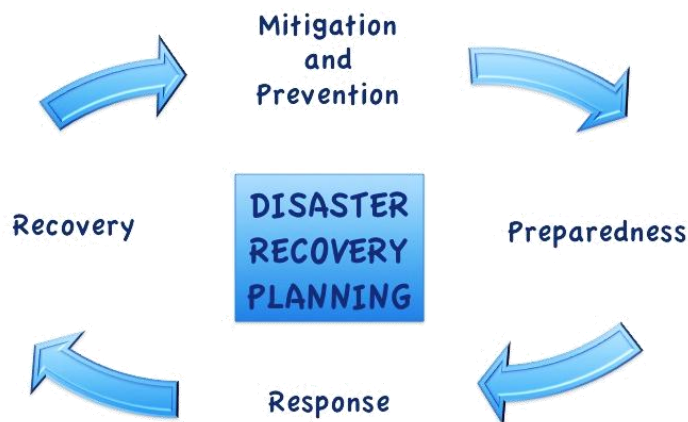 Mitigation
and
Prevention
Recovery
DISASTER
RECOVERY
PLANNING
Preparedness
Response